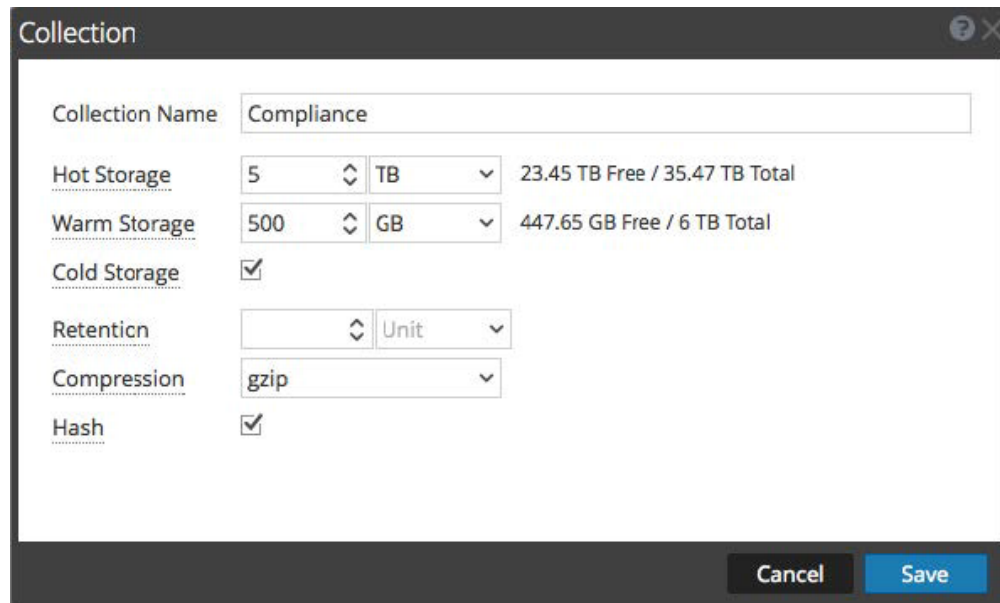 Collection
Collection Name Compliance
Hot Storage 5 TB 23.45 TB Free / 35.47 TB Total
Warm Storage 500 GB 447.65 GB Free / 6 TB Total
Cold Storage
Retention Unit
Compression gzip
Hash
Cancel Save